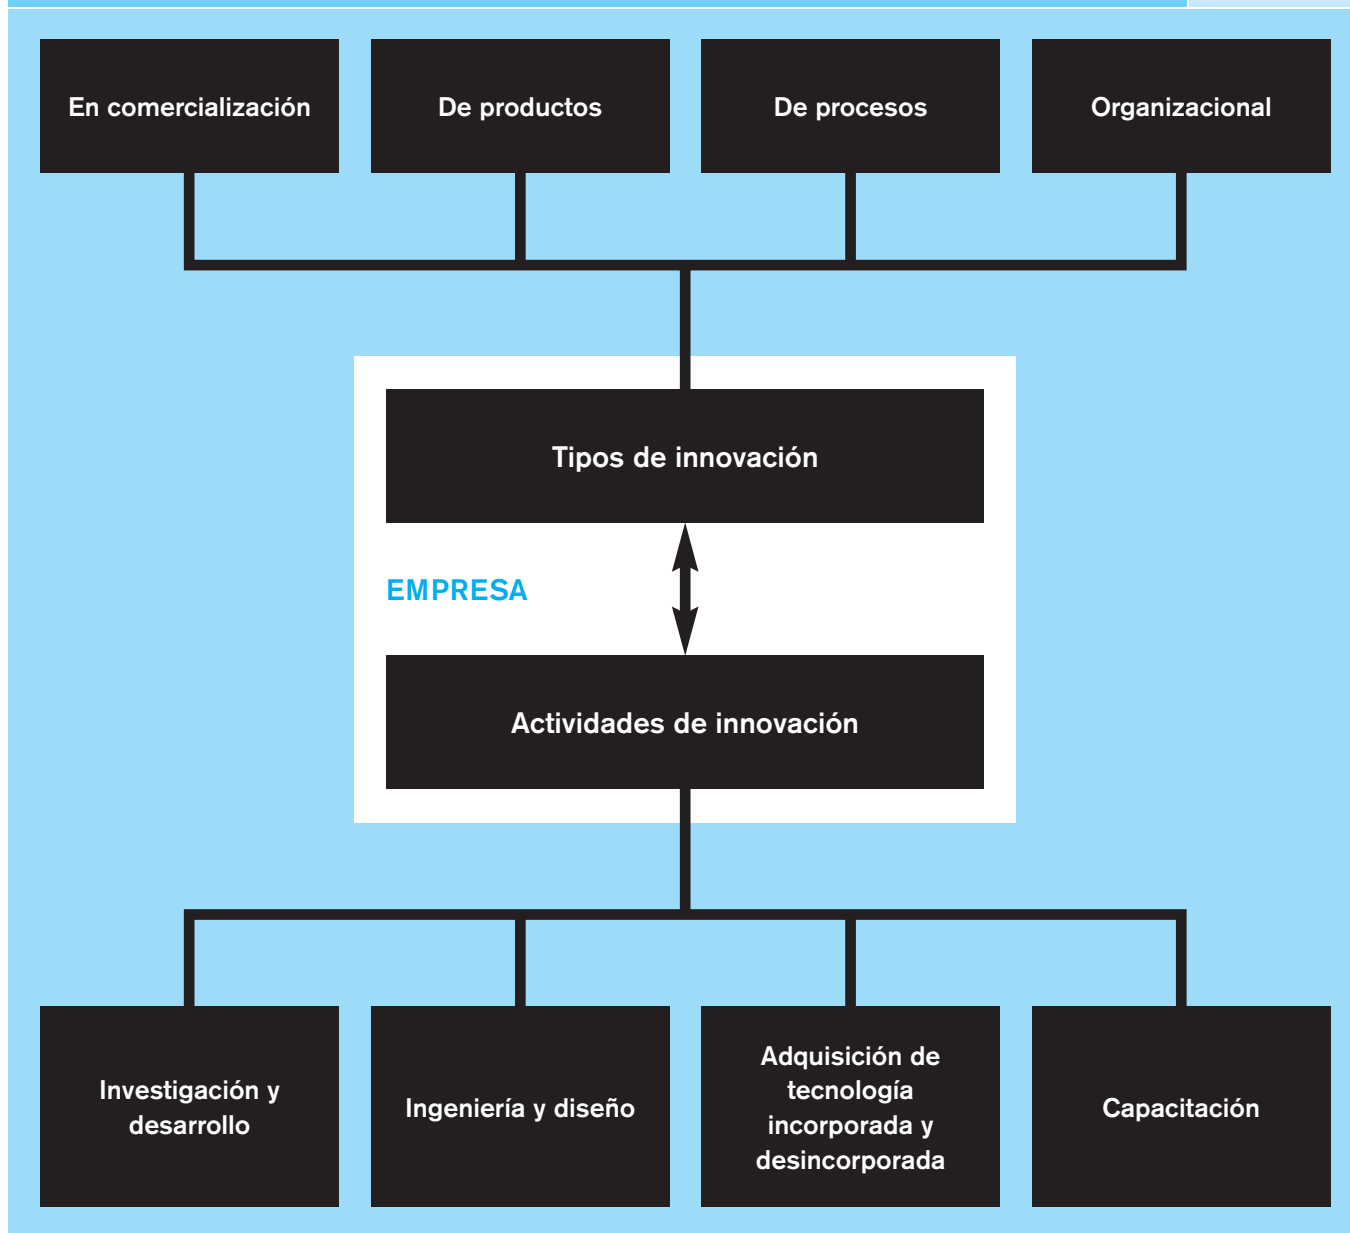 En comercialización
De productos
De procesos
Organizacional
Tipos de innovación
EMPRESA
Actividades de innovación
Investigación y
desarrollo
Ingeniería y diseño
Adquisición de
tecnología
incorporada y
desincorporada
Capacitación